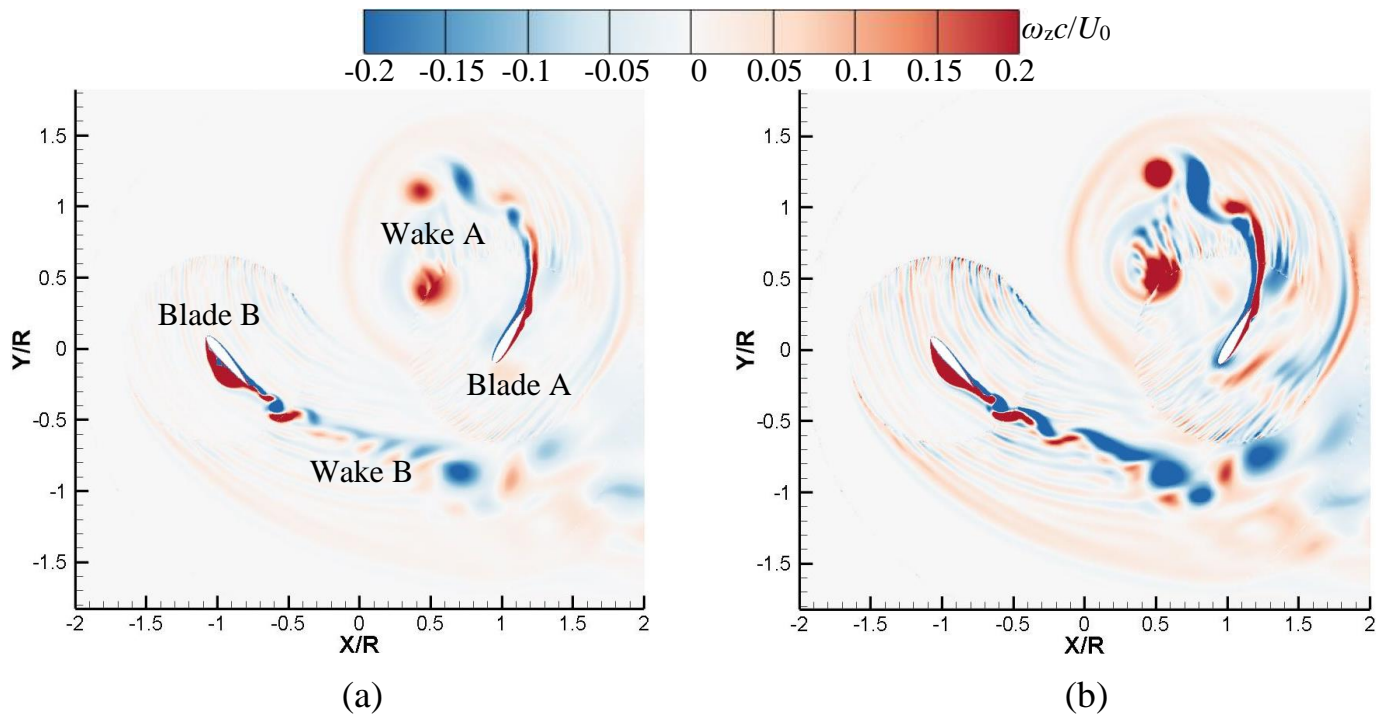 ωzc/U0
-0.2 -0.15 -0.1 -0.05 0 0.05 0.1 0.15 0.2
1.5
1
0.5
0
-0.5
-1
-1.5
Y/R
Wake A
Blade B
Blade A
Wake B
-2 -1.5 -1 -0.5 0 0.5 1 1.5 2
X/R
(a)
1.5
1
0.5
0
-0.5
-1
-1.5
Y/R
-2 -1.5 -1 -0.5 0 0.5 1 1.5 2
X/R
(b)